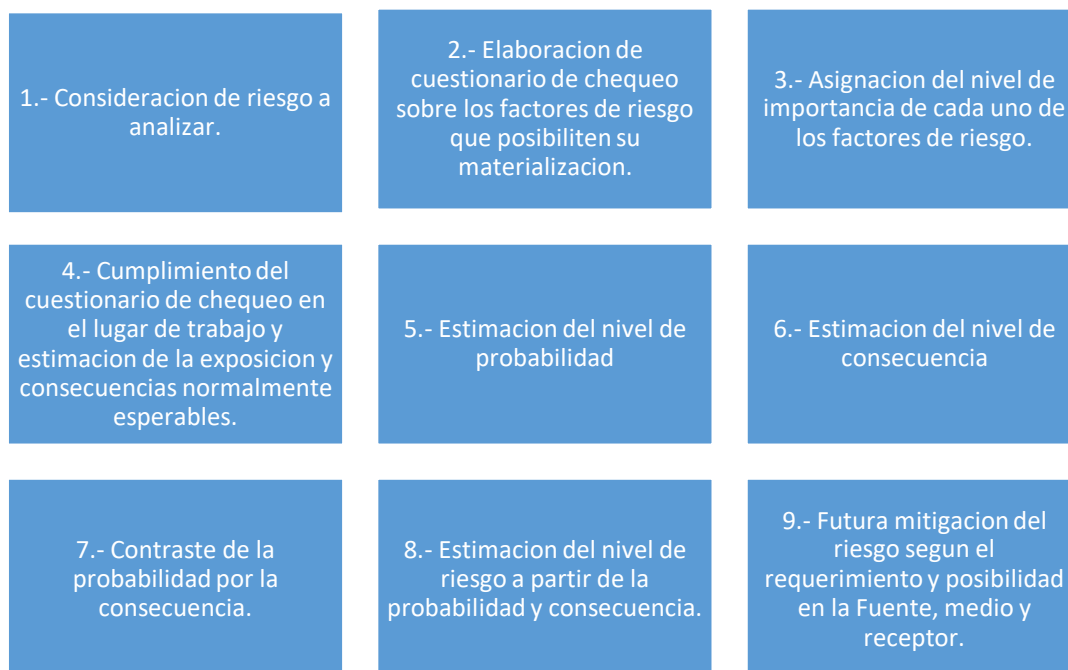 1.- Consideracion de riesgo a
analizar.
2.- Elaboracion de
cuestionario de chequeo
sobre los factores de riesgo
que posibiliten su
materializacion.
3.- Asignacion del nivel de
importancia de cada uno de
los factores de riesgo.
4.- Cumplimiento del
cuestionario de chequeo en
el lugar de trabajo y
estimacion de la exposicion y
consecuencias normalmente
esperables.
5.- Estimacion del nivel de
probabilidad
6.- Estimacion del nivel de
consecuencia
7.- Contraste de la
probabilidad por la
consecuencia.
8.- Estimacion del nivel de
riesgo a partir de la
probabilidad y consecuencia.
9.- Futura mitigacion del
riesgo segun el
requerimiento y posibilidad
en la Fuente, medio y
receptor.